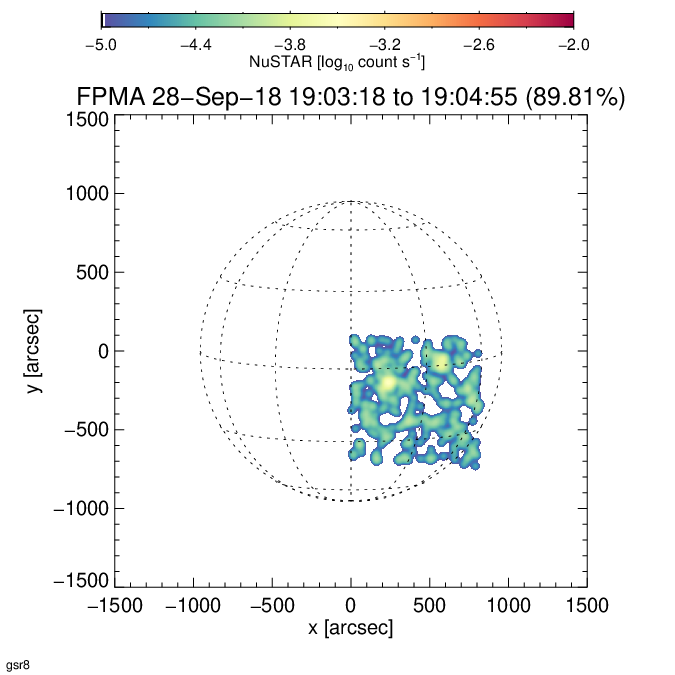 −5.0 −4.4 −3.8 −3.2 −2.6 −2.0
NuSTAR [log10 count s−1]
FPMA 28−Sep−18 19:03:18 to 19:04:55 (89.81%)
1500
1000
500
0
−500
−1000
−1500
y [arcsec]
−1500 −1000 −500 0 500 1000 1500
x [arcsec]
gsr8